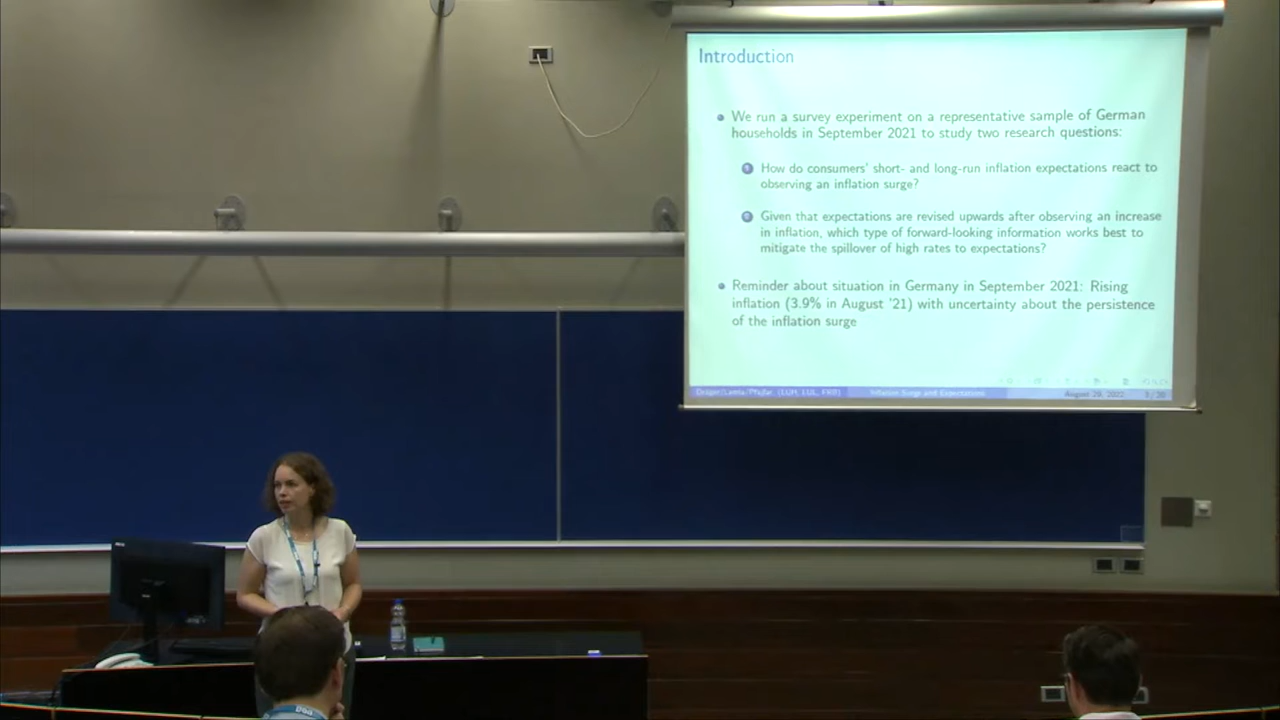 Introduction
We run a survey experiment on a representative sample of German
households in September 2021 to study two research questions:
How do consumers' short- and long-run inflation expectations react to
observing an inflation surge?
Given that expectations are revised upwards after observing an increase
in inflation, which type of forward-looking information works best to
mitigate the spillover of high rates to expectations?
Reminder about situation in Germany in September 2021: Rising
inflation (3.9% in August '21) with uncertainty about the persistence
of the inflation surge
Inflation Surge and Expectations
August 29, 2022